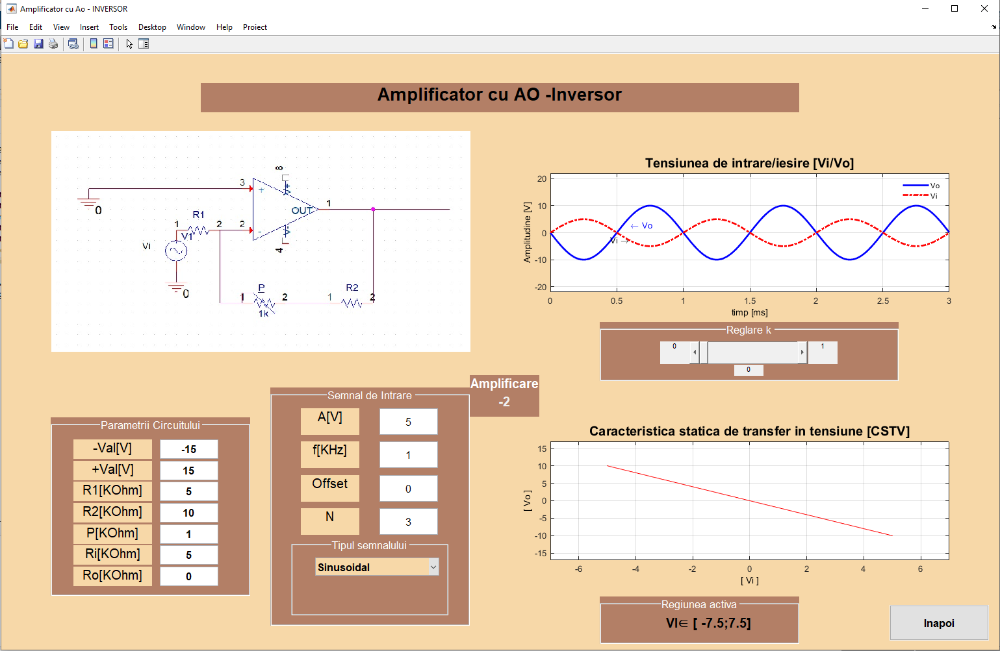 Amplificator cu Ao - INVERSOR
File Edit View Insert Tools Desktop Window Help Proiect
Amplificator cu AO -Inversor
8
3
+
V+
0
OUT
1
R1
1
2
2
-
V-
V1
Vi
4
0
P
R2
1
2
1
2
1k
Tensiunea de intrare/iesire [Vi/Vo]
Amplitudine [V]
20
10
0
-10
-20
Vo
Vi
← Vo
Vi →
0 0.5 1 1.5 2 2.5 3
timp [ms]
Reglare k
0
1
0
Amplificare
-2
Parametrii Circuitului
-Val[V] -15
+Val[V] 15
R1[KOhm] 5
R2[KOhm] 10
P[KOhm] 1
Ri[KOhm] 5
Ro[KOhm] 0
Semnal de Intrare
A[V] 5
f[KHz] 1
Offset 0
N 3
Tipul semnalului
Sinusoidal
Caracteristica statica de transfer in tensiune [CSTV]
[ Vo ]
15
10
5
0
-5
-10
-15
-6 -4 -2 0 2 4 6
[ Vi ]
Regiunea activa
VI∈ [ -7.5;7.5]
Inapoi